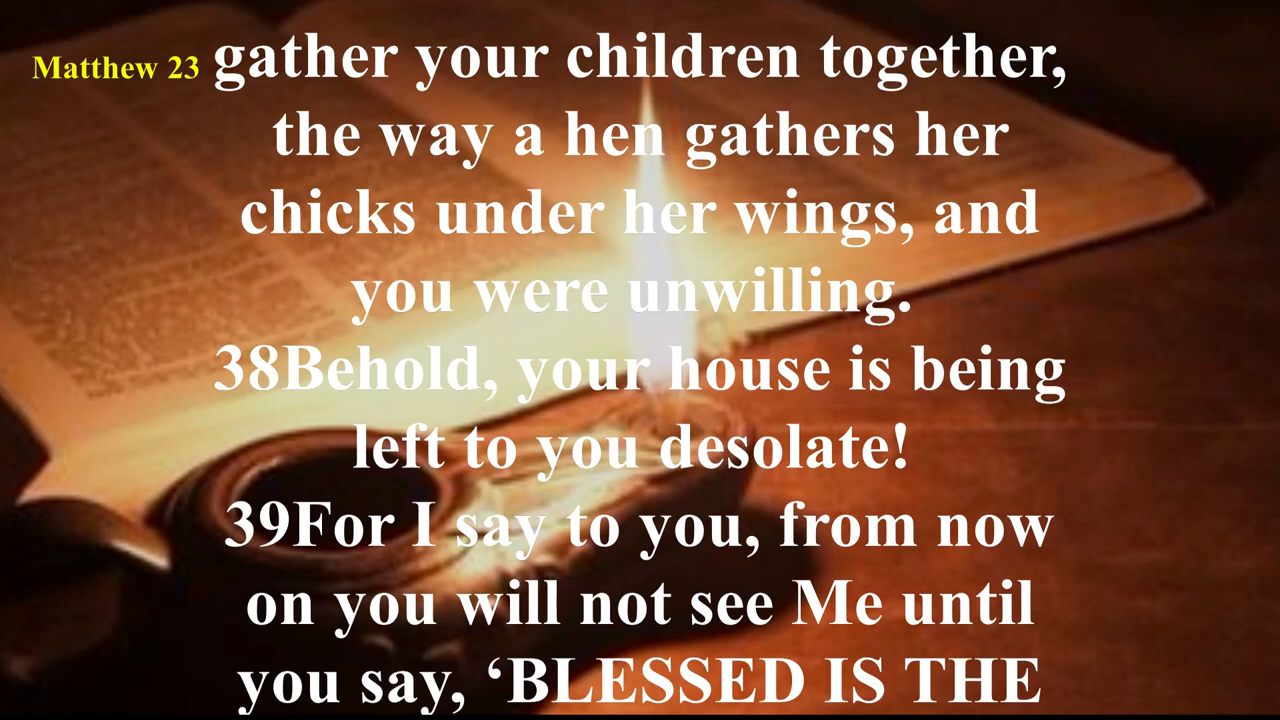 Matthew 23
gather your children together,
the way a hen gathers her
chicks under her wings, and
you were unwilling.
38Behold, your house is being
left to you desolate!
39For I say to you, from now
on you will not see Me until
you say, ‘BLESSED IS THE